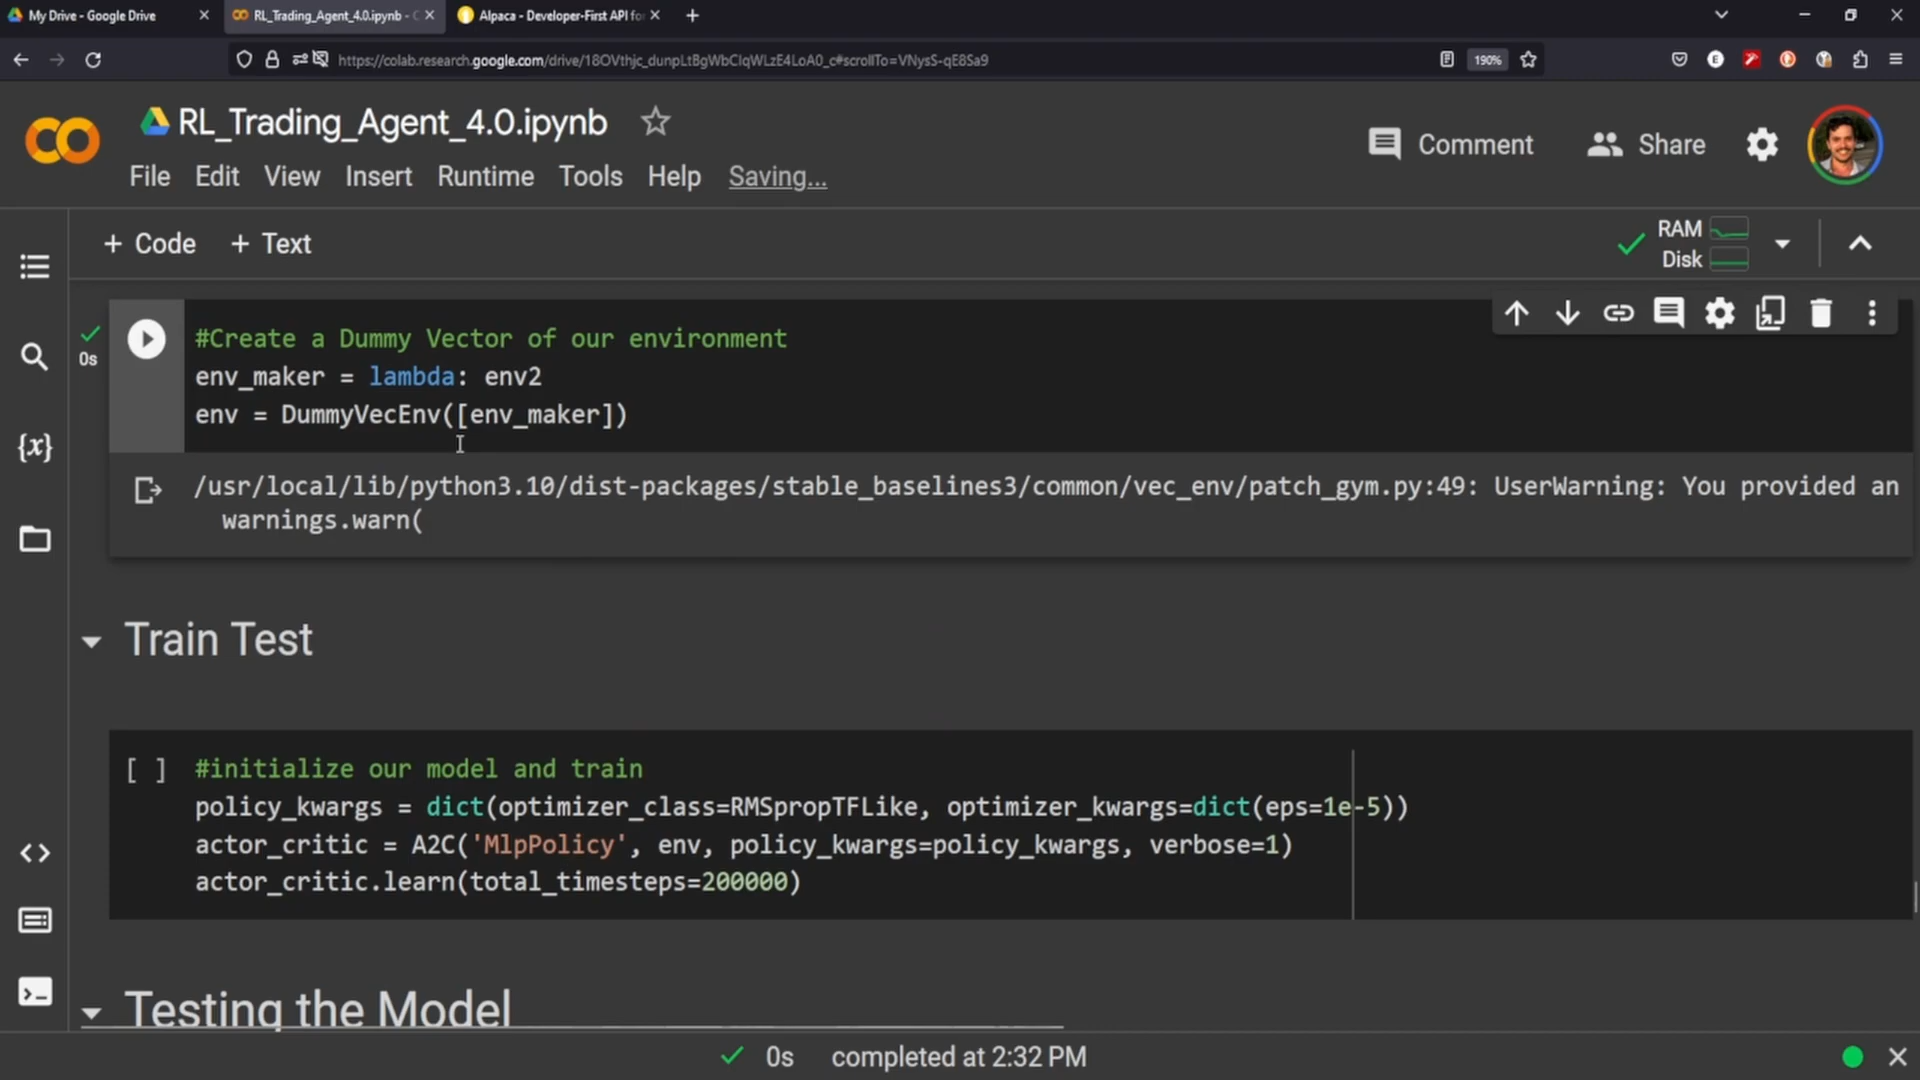 My Drive - Google Drive
RL_Trading_Agent_4.0.ipynb - C
Alpaca - Developer-First API for
https://colab.research.google.com/drive/18OVthjc_dunpLtBgWbCIqWLzE4LoA0_c#scrollTo=VNysS-qE8Sa9
190%
RL_Trading_Agent_4.0.ipynb
Comment
Share
File Edit View Insert Runtime Tools Help Saving...
+ Code + Text
RAM
Disk
0s
#Create a Dummy Vector of our environment
env_maker = lambda: env2
env = DummyVecEnv([env_maker])
/usr/local/lib/python3.10/dist-packages/stable_baselines3/common/vec_env/patch_gym.py:49: UserWarning: You provided an
warnings.warn(
Train Test
[ ] #initialize our model and train
policy_kwargs = dict(optimizer_class=RMSpropTFLike, optimizer_kwargs=dict(eps=1e-5))
actor_critic = A2C('MlpPolicy', env, policy_kwargs=policy_kwargs, verbose=1)
actor_critic.learn(total_timesteps=200000)
Testing the Model
0s completed at 2:32 PM